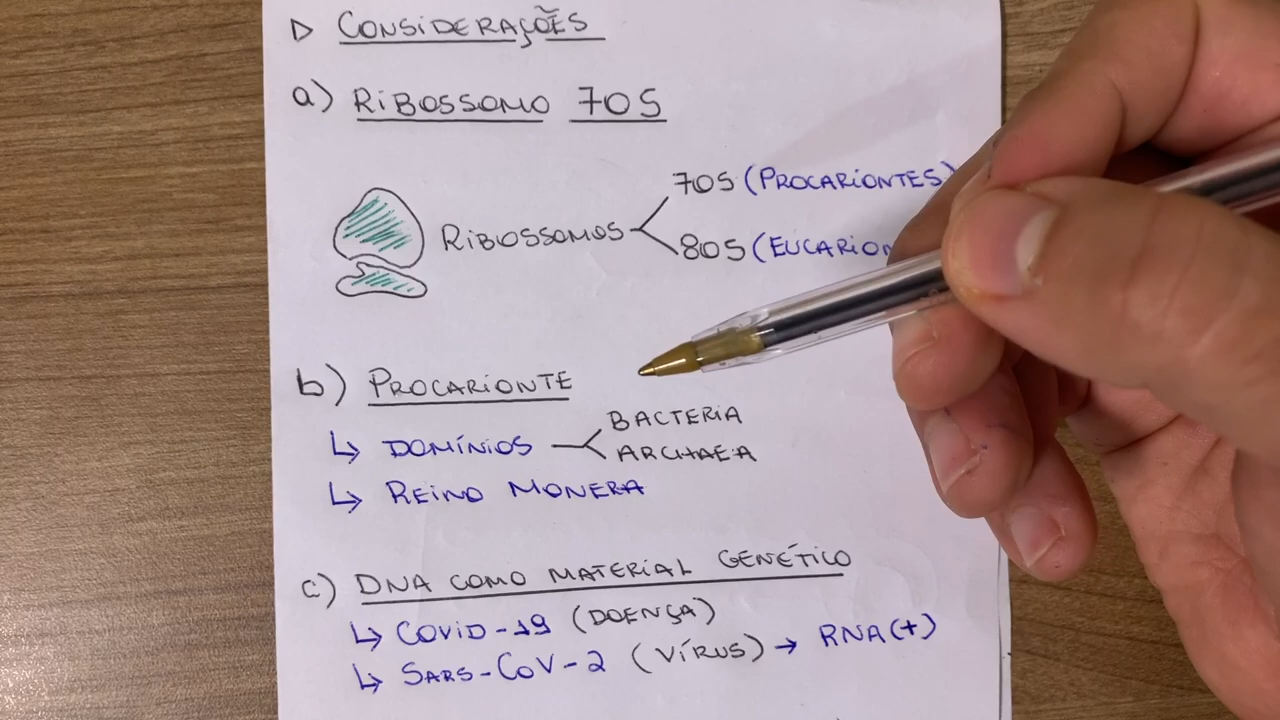 ▷ CONSIDERAÇÕES
a) RIBOSSOMO 70S
70S (PROCARIONTES)
RIBOSSOMOS
80S (EUCARION
b) PROCARIONTE
↳ DOMÍNIOS
BACTERIA
ARCHAEA
↳ REINO MONERA
c) DNA COMO MATERIAL GENÉTICO
↳ COVID-19 (DOENÇA)
↳ SARS-COV-2 (VÍRUS) → RNA(+)